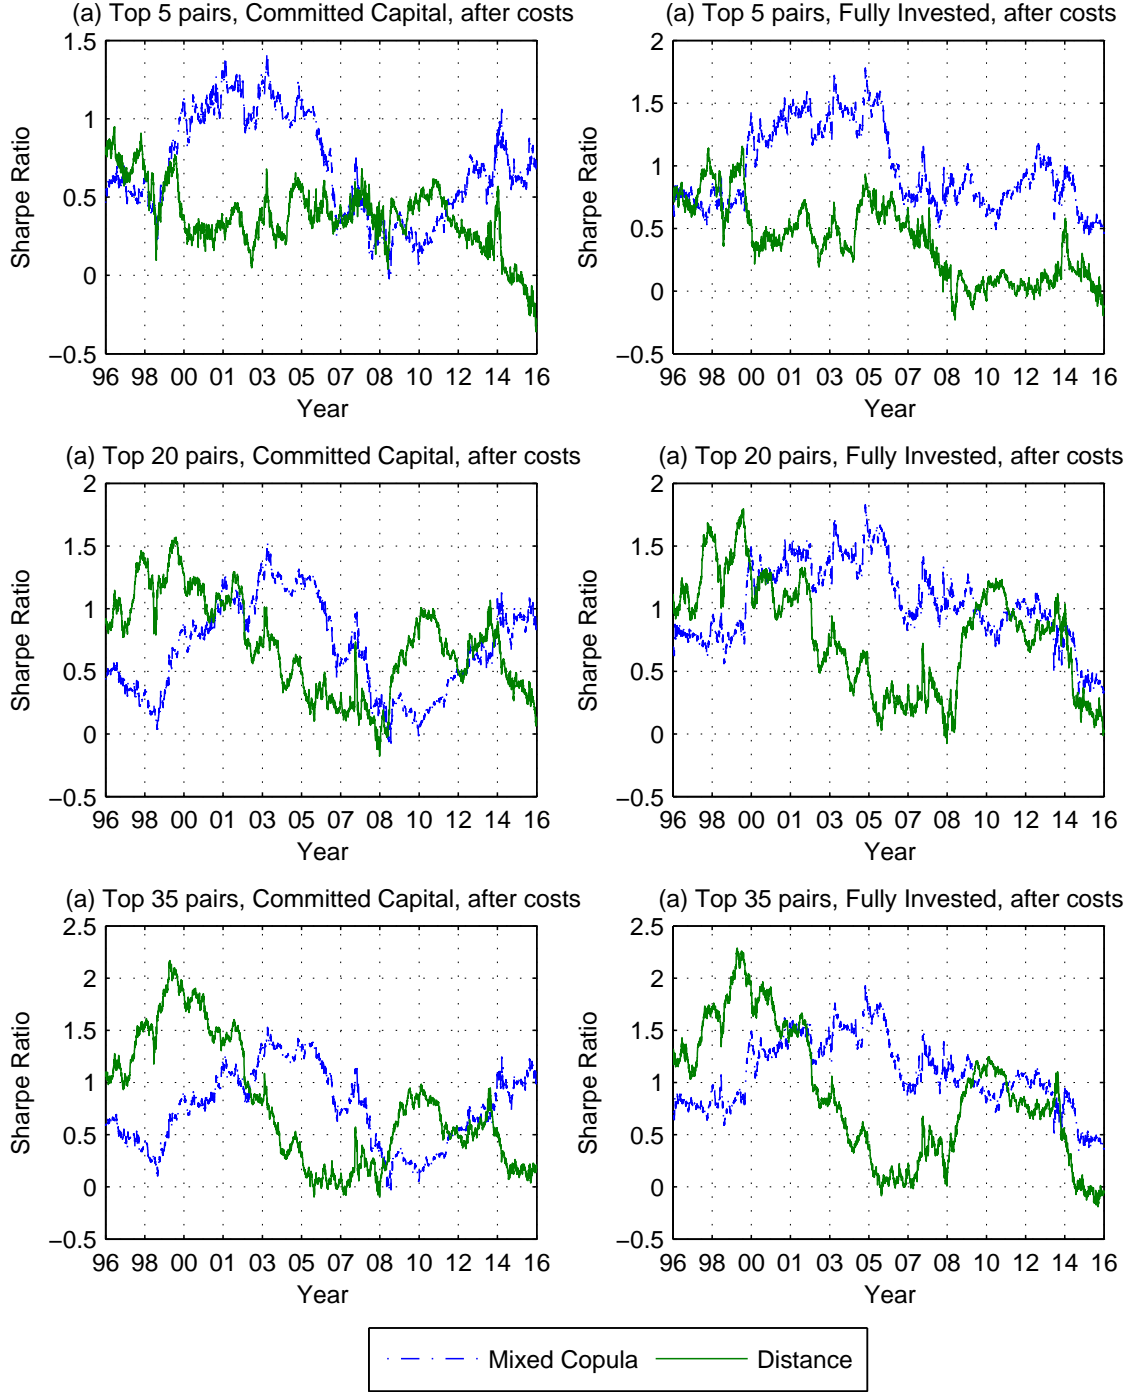 (a) Top 5 pairs, Committed Capital, after costs
1.5
1
0.5
0
−0.5
Sharpe Ratio
96 98 00 01 03 05 07 08 10 12 14 16
Year
(a) Top 5 pairs, Fully Invested, after costs
2
1.5
1
0.5
0
−0.5
Sharpe Ratio
96 98 00 01 03 05 07 08 10 12 14 16
Year
(a) Top 20 pairs, Committed Capital, after costs
2
1.5
1
0.5
0
−0.5
Sharpe Ratio
96 98 00 01 03 05 07 08 10 12 14 16
Year
(a) Top 20 pairs, Fully Invested, after costs
2
1.5
1
0.5
0
−0.5
Sharpe Ratio
96 98 00 01 03 05 07 08 10 12 14 16
Year
(a) Top 35 pairs, Committed Capital, after costs
2.5
2
1.5
1
0.5
0
−0.5
Sharpe Ratio
96 98 00 01 03 05 07 08 10 12 14 16
Year
(a) Top 35 pairs, Fully Invested, after costs
2.5
2
1.5
1
0.5
0
−0.5
Sharpe Ratio
96 98 00 01 03 05 07 08 10 12 14 16
Year
Mixed Copula Distance